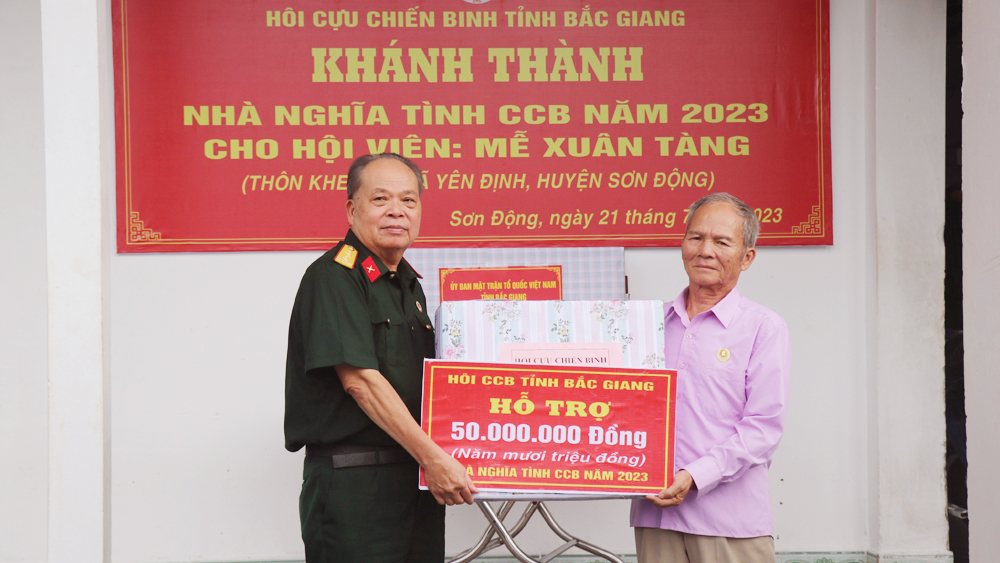 HỘI CỰU CHIẾN BINH TỈNH BẮC GIANG
KHÁNH THÀNH
NHÀ NGHĨA TÌNH CCB NĂM 2023
CHO HỘI VIÊN: MỄ XUÂN TÀNG
(THÔN KHE YÊN ĐỊNH, HUYỆN SƠN ĐỘNG)
Sơn Động, ngày 21 tháng 2023
ỦY BAN MẶT TRẬN TỔ QUỐC VIỆT NAM
TỈNH BẮC GIANG
HỘI CỰU CHIẾN BINH
HỘI CCB TỈNH BẮC GIANG
HỖ TRỢ
50.000.000 Đồng
(Năm mươi triệu đồng)
NHÀ NGHĨA TÌNH CCB NĂM 2023